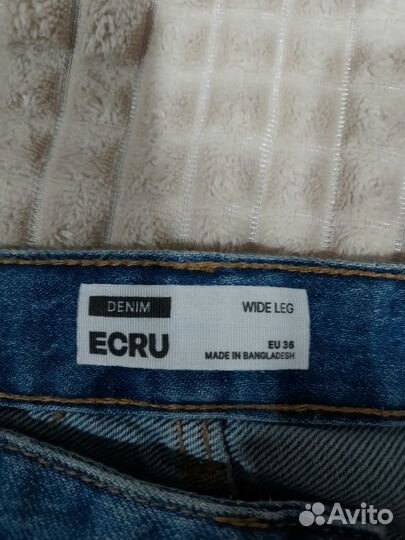 DENIM
WIDE LEG
ECRU
EU 36
MADE IN BANGLADESH
Avito